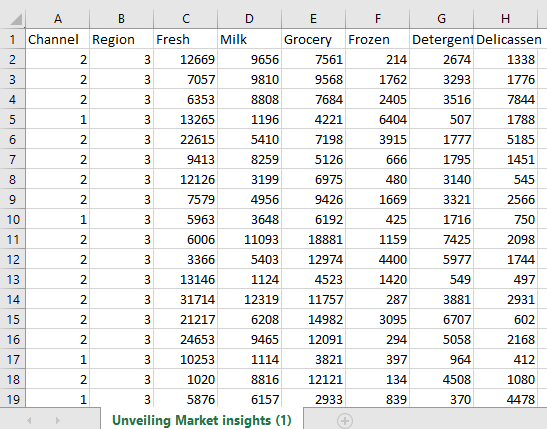 A B C D E F G H
1 Channel Region Fresh Milk Grocery Frozen Detergent Delicassen
2 2 3 12669 9656 7561 214 2674 1338
3 2 3 7057 9810 9568 1762 3293 1776
4 2 3 6353 8808 7684 2405 3516 7844
5 1 3 13265 1196 4221 6404 507 1788
6 2 3 22615 5410 7198 3915 1777 5185
7 2 3 9413 8259 5126 666 1795 1451
8 2 3 12126 3199 6975 480 3140 545
9 2 3 7579 4956 9426 1669 3321 2566
10 1 3 5963 3648 6192 425 1716 750
11 2 3 6006 11093 18881 1159 7425 2098
12 2 3 3366 5403 12974 4400 5977 1744
13 2 3 13146 1124 4523 1420 549 497
14 2 3 31714 12319 11757 287 3881 2931
15 2 3 21217 6208 14982 3095 6707 602
16 2 3 24653 9465 12091 294 5058 2168
17 1 3 10253 1114 3821 397 964 412
18 2 3 1020 8816 12121 134 4508 1080
19 1 3 5876 6157 2933 839 370 4478
Unveiling Market insights (1)